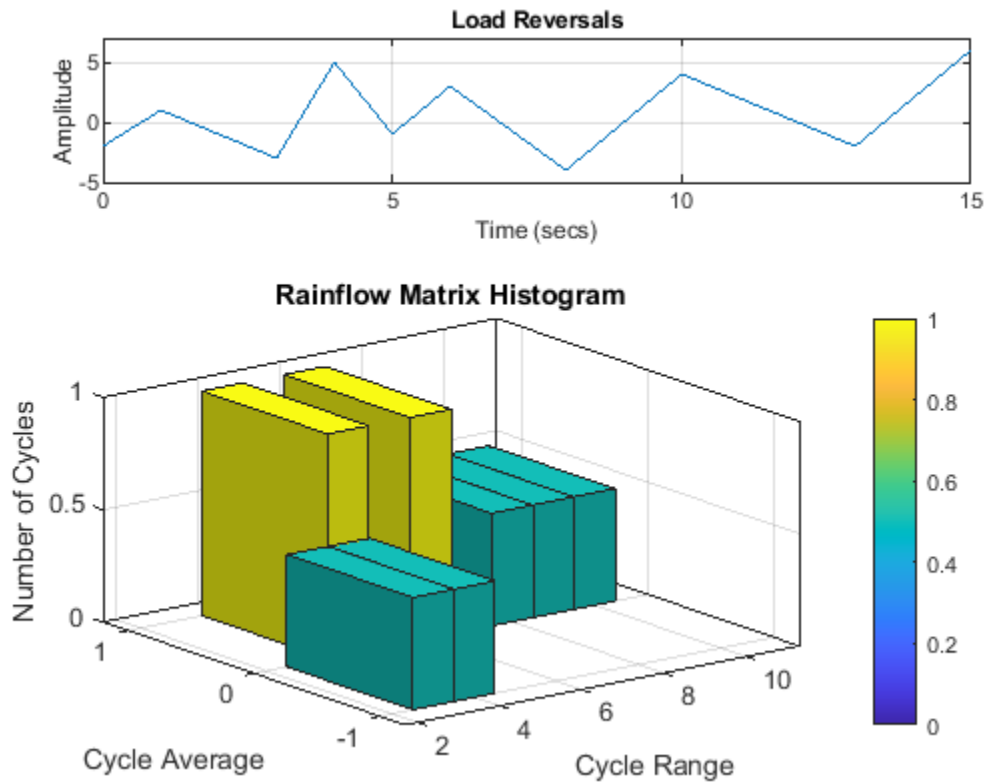 Load Reversals
5
0
-5
Amplitude
0 5 10 15
Time (secs)
Rainflow Matrix Histogram
1
0.5
0
Number of Cycles
1
0
-1
Cycle Average
2
4
6
8
10
Cycle Range
1
0.8
0.6
0.4
0.2
0